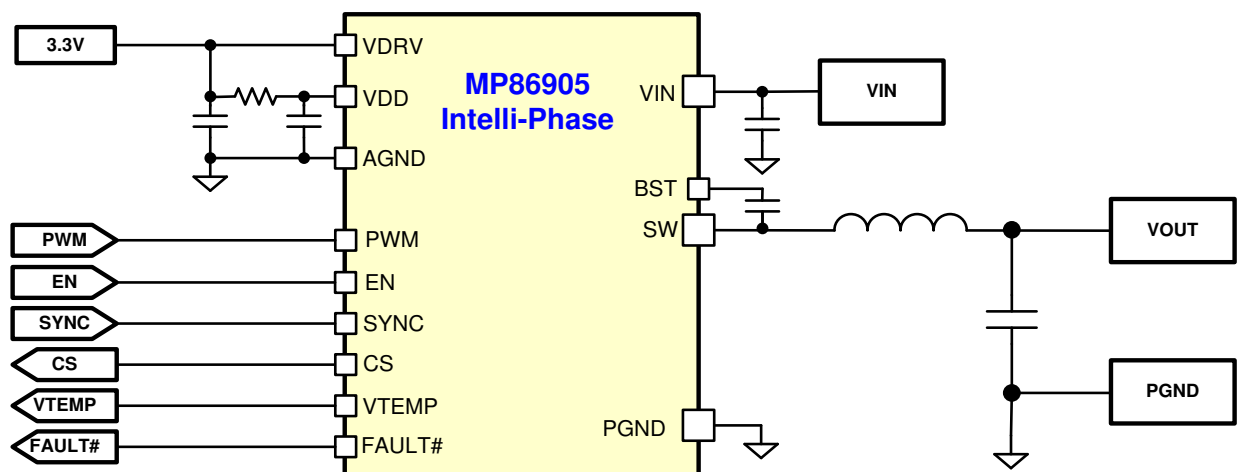 3.3V
VDRV
VDD
AGND
PWM
PWM
EN
EN
SYNC
SYNC
CS
CS
VTEMP
VTEMP
FAULT#
FAULT#
MP86905
Intelli-Phase
VIN
VIN
BST
SW
VOUT
PGND
PGND